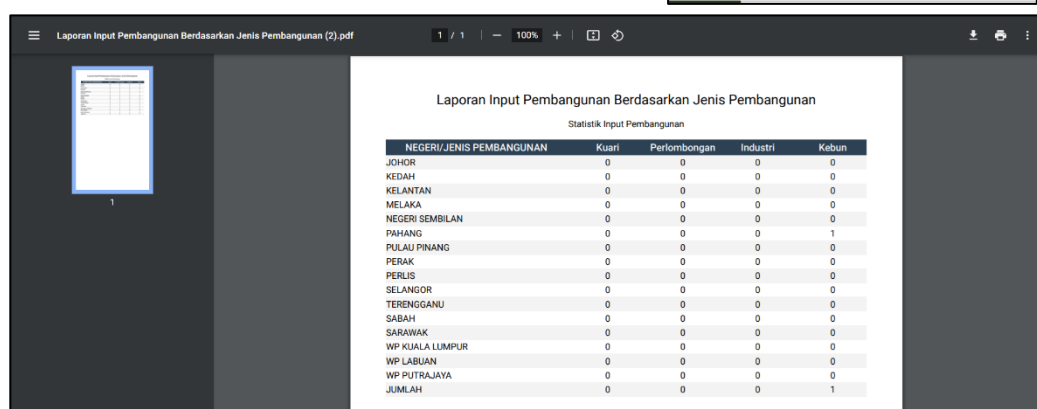 Laporan Input Pembangunan Berdasarkan Jenis Pembangunan (2).pdf
1 / 1 | − 100% + |
1
Laporan Input Pembangunan Berdasarkan Jenis Pembangunan
Statistik Input Pembangunan
NEGERI/JENIS PEMBANGUNAN Kuari Perlombongan Industri Kebun
JOHOR 0 0 0 0
KEDAH 0 0 0 0
KELANTAN 0 0 0 0
MELAKA 0 0 0 0
NEGERI SEMBILAN 0 0 0 0
PAHANG 0 0 0 1
PULAU PINANG 0 0 0 0
PERAK 0 0 0 0
PERLIS 0 0 0 0
SELANGOR 0 0 0 0
TERENGGANU 0 0 0 0
SABAH 0 0 0 0
SARAWAK 0 0 0 0
WP KUALA LUMPUR 0 0 0 0
WP LABUAN 0 0 0 0
WP PUTRAJAYA 0 0 0 0
JUMLAH 0 0 0 1